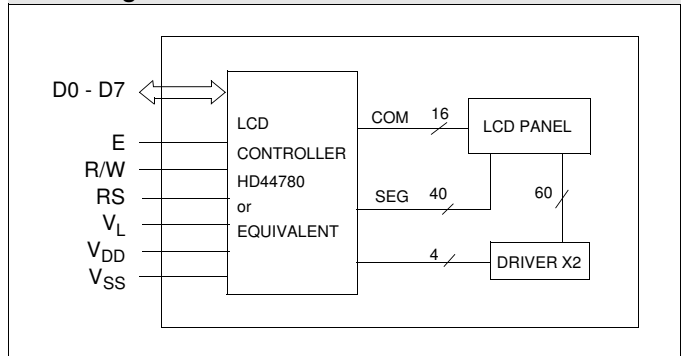 D0 - D7
E
R/W
RS
VL
VDD
VSS
LCD
CONTROLLER
HD44780
or
EQUIVALENT
COM 16
LCD PANEL
SEG 40
60
4
DRIVER X2